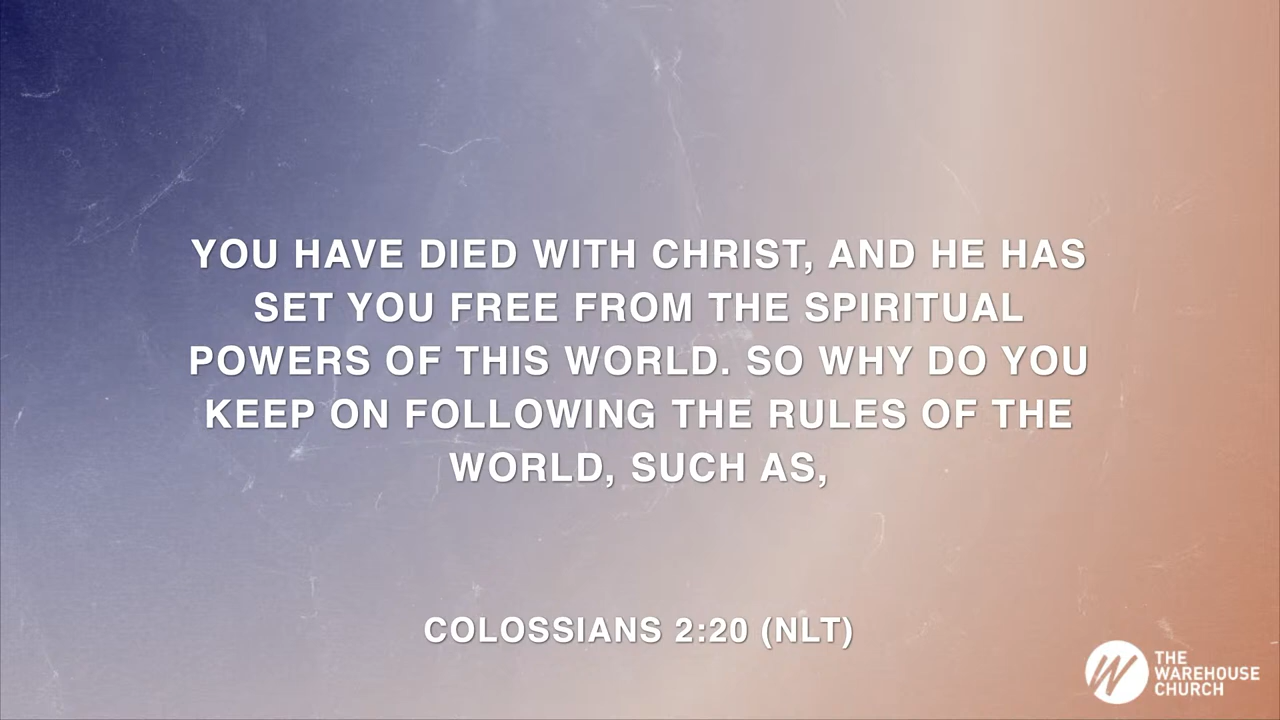 YOU HAVE DIED WITH CHRIST, AND HE HAS
SET YOU FREE FROM THE SPIRITUAL
POWERS OF THIS WORLD. SO WHY DO YOU
KEEP ON FOLLOWING THE RULES OF THE
WORLD, SUCH AS,
COLOSSIANS 2:20 (NLT)
THE
WAREHOUSE
CHURCH